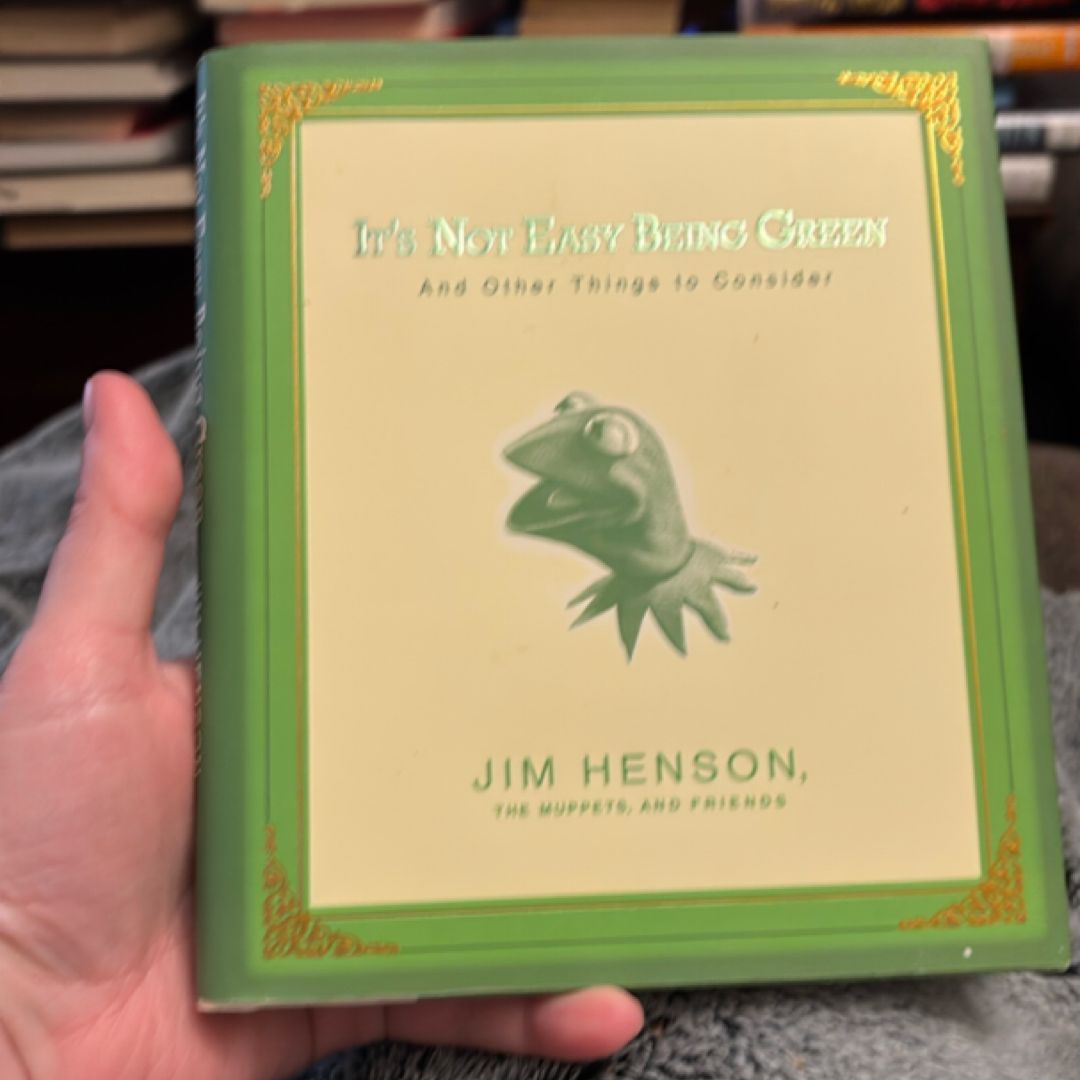 It's Not Easy Being Green
And Other Things to Consider
JIM HENSON,
THE MUPPETS, AND FRIENDS